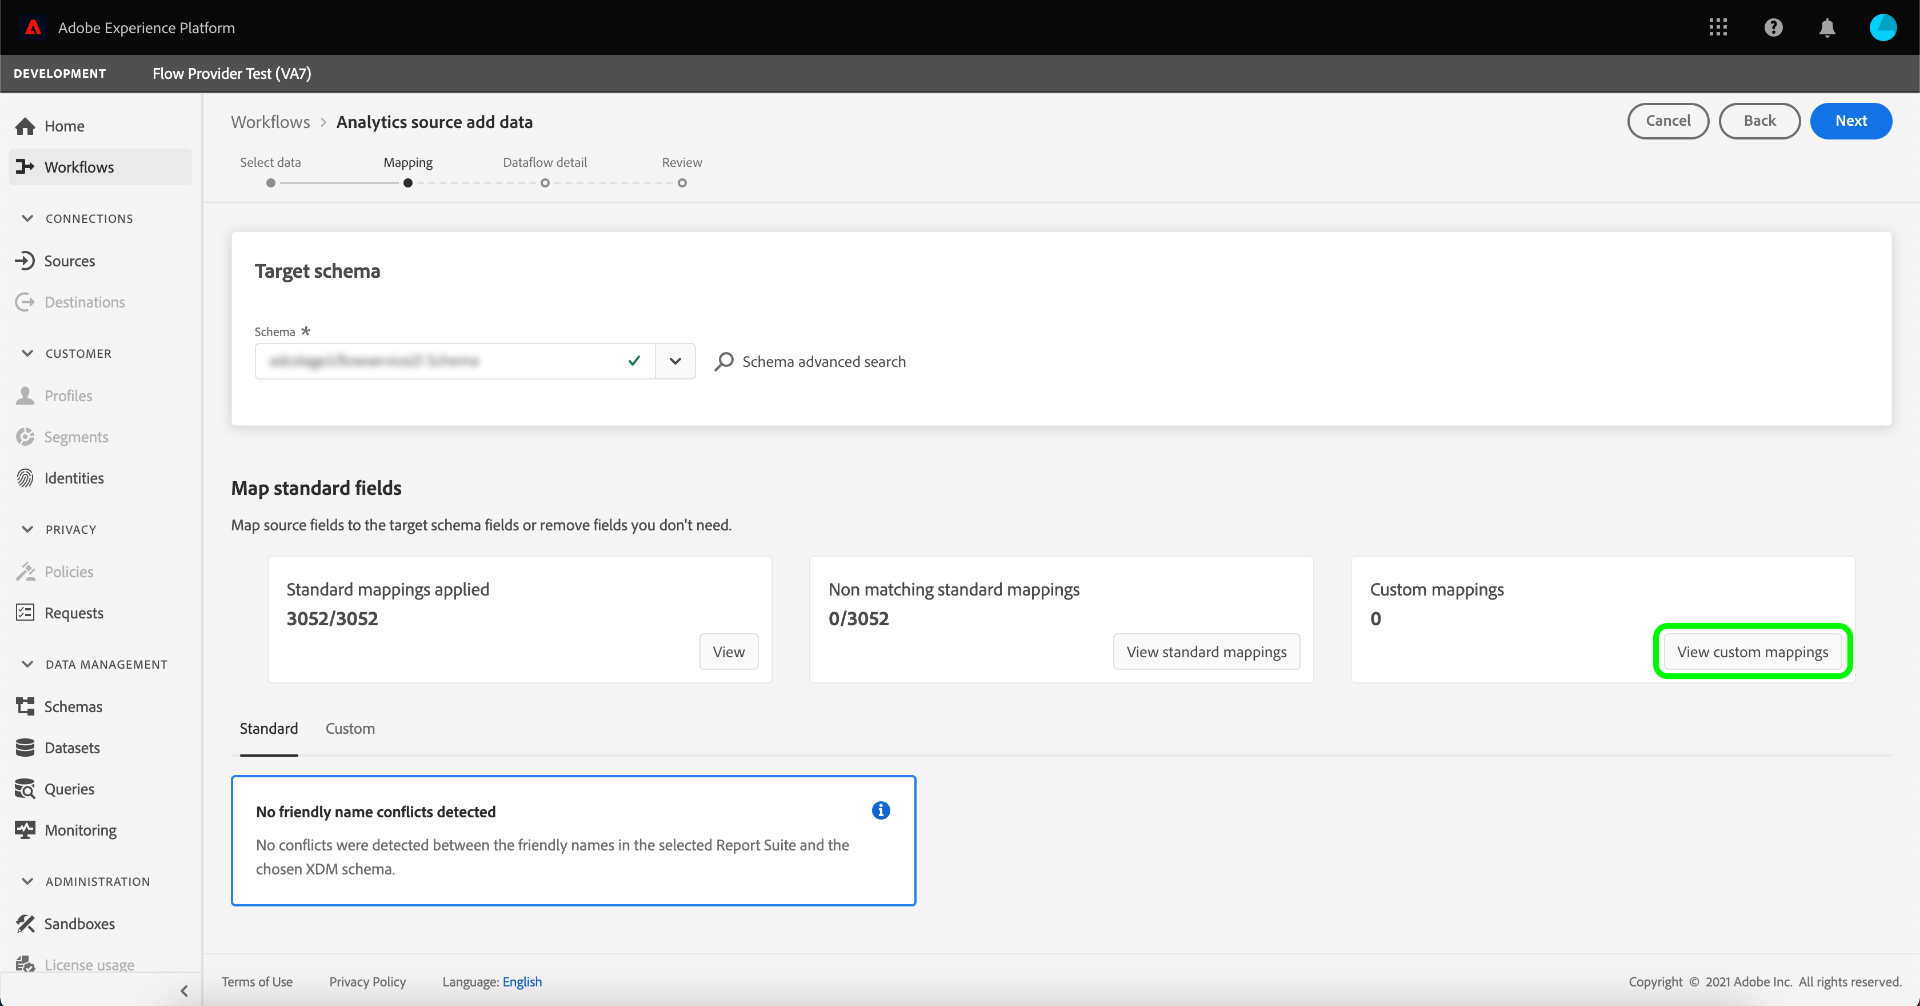 Adobe Experience Platform
DEVELOPMENT
Flow Provider Test (VA7)
Home
Workflows
CONNECTIONS
Sources
Destinations
CUSTOMER
Profiles
Segments
Identities
PRIVACY
Policies
Requests
DATA MANAGEMENT
Schemas
Datasets
Queries
Monitoring
ADMINISTRATION
Sandboxes
License usage
Workflows > Analytics source add data
Cancel
Back
Next
Select data
Mapping
Dataflow detail
Review
Target schema
Schema *
Schema advanced search
Map standard fields
Map source fields to the target schema fields or remove fields you don't need.
Standard mappings applied
3052/3052
View
Non matching standard mappings
0/3052
View standard mappings
Custom mappings
0
View custom mappings
Standard
Custom
No friendly name conflicts detected
No conflicts were detected between the friendly names in the selected Report Suite and the
chosen XDM schema.
Terms of Use
Privacy Policy
Language: English
Copyright © 2021 Adobe Inc. All rights reserved.